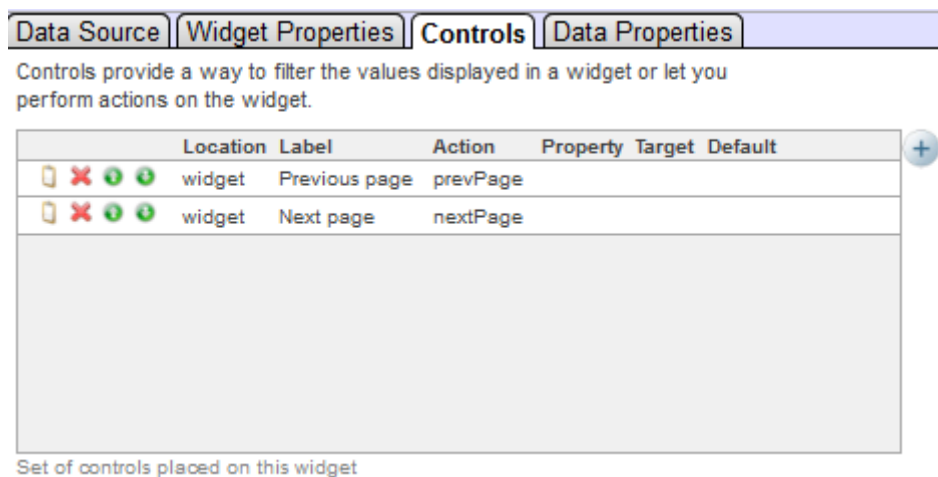 Data Source Widget Properties Controls Data Properties
Controls provide a way to filter the values displayed in a widget or let you
perform actions on the widget.
Location Label Action Property Target Default
widget Previous page prevPage
widget Next page nextPage
Set of controls placed on this widget